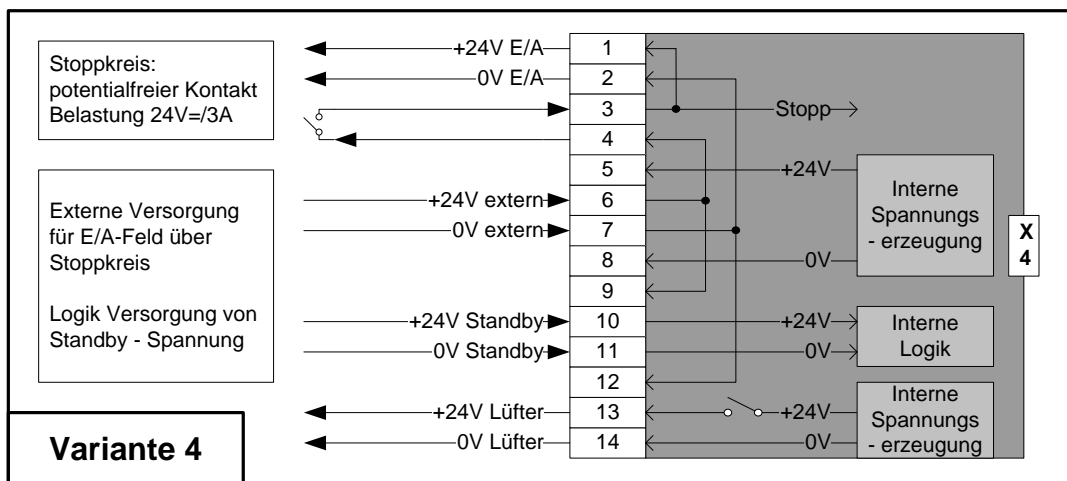 Stoppkreis:
potentialfreier Kontakt
Belastung 24V=/3A
Externe Versorgung
für E/A-Feld über
Stoppkreis
Logik Versorgung von
Standby - Spannung
Variante 4
+24V E/A
0V E/A
+24V extern
0V extern
+24V Standby
0V Standby
+24V Lüfter
0V Lüfter
1
2
3
4
5
6
7
8
9
10
11
12
13
14
Stopp
+24V
0V
+24V
0V
+24V
0V
Interne
Spannungs
- erzeugung
Interne
Logik
Interne
Spannungs
- erzeugung
X
4